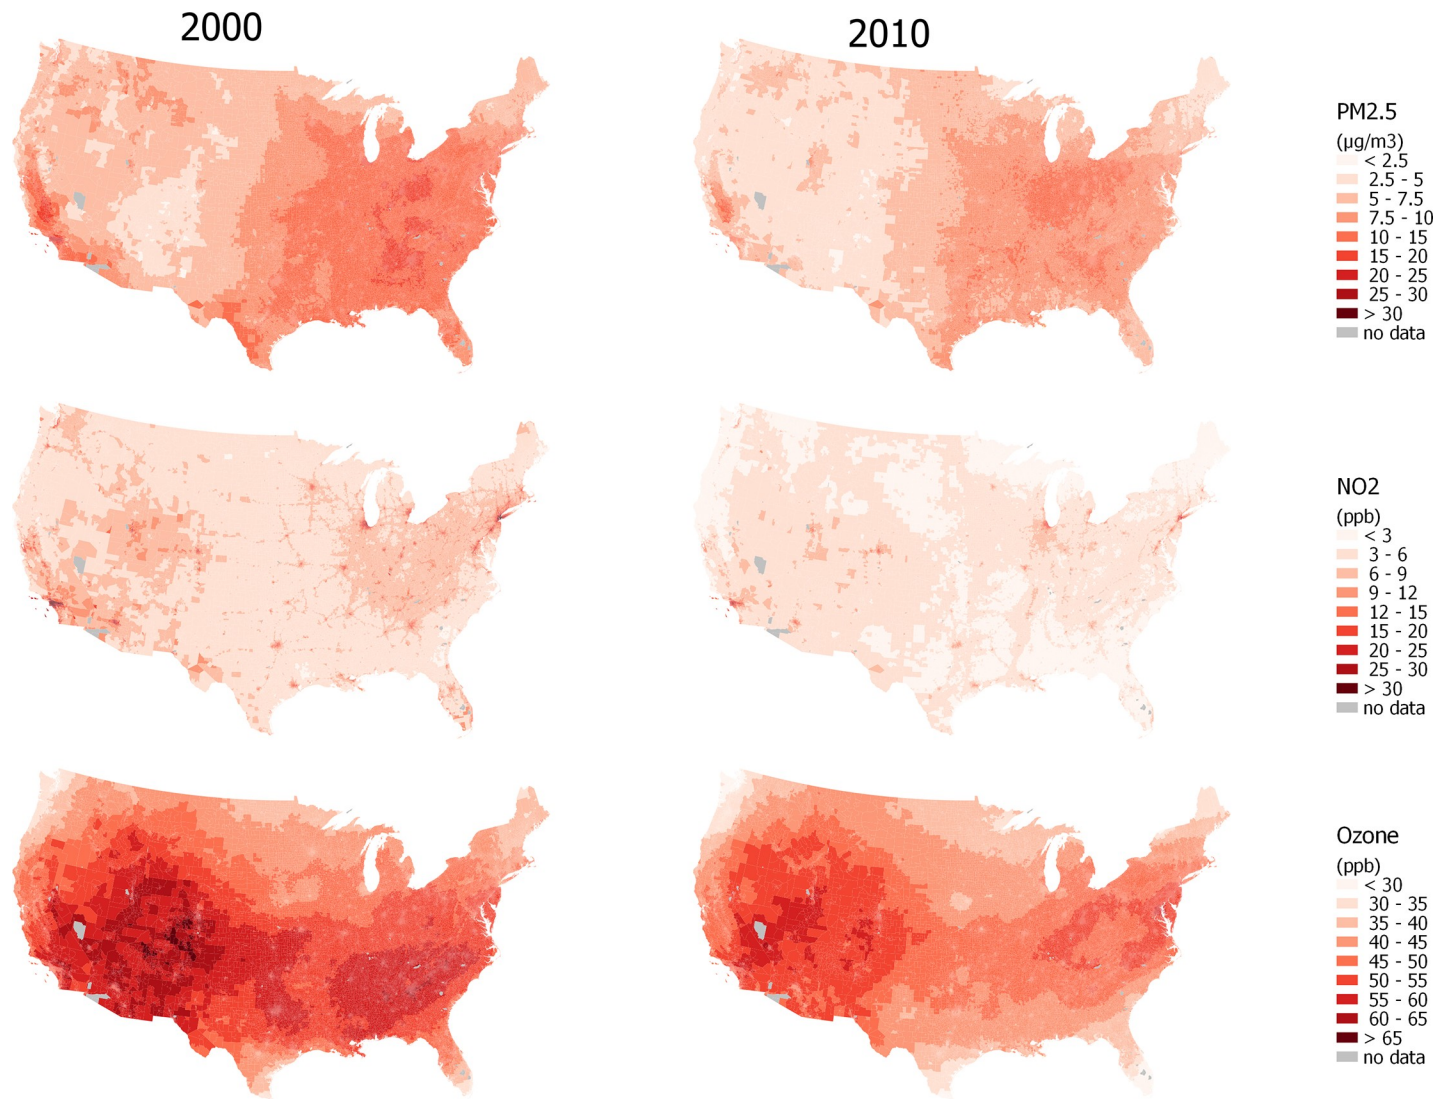 2000
2010
PM2.5
(µg/m3)
< 2.5
2.5 - 5
5 - 7.5
7.5 - 10
10 - 15
15 - 20
20 - 25
25 - 30
> 30
no data
NO2
(ppb)
< 3
3 - 6
6 - 9
9 - 12
12 - 15
15 - 20
20 - 25
25 - 30
> 30
no data
Ozone
(ppb)
< 30
30 - 35
35 - 40
40 - 45
45 - 50
50 - 55
55 - 60
60 - 65
> 65
no data